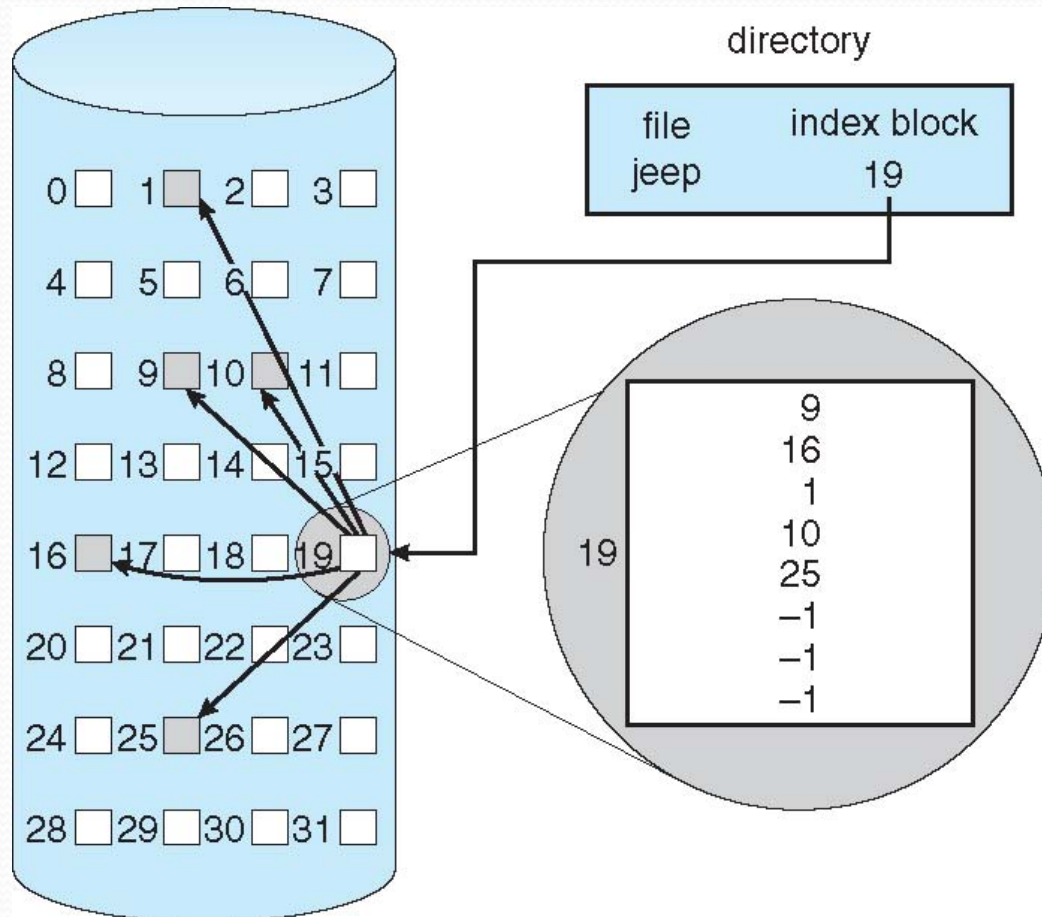 directory
file index block
jeep 19
0 1 2 3
4 5 6 7
8 9 10 11
12 13 14 15
16 17 18 19
20 21 22 23
24 25 26 27
28 29 30 31
19
9
16
1
10
25
–1
–1
–1